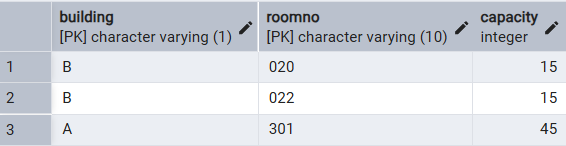 building roomno capacity
[PK] character varying (1) [PK] character varying (10) integer
1 B 020 15
2 B 022 15
3 A 301 45